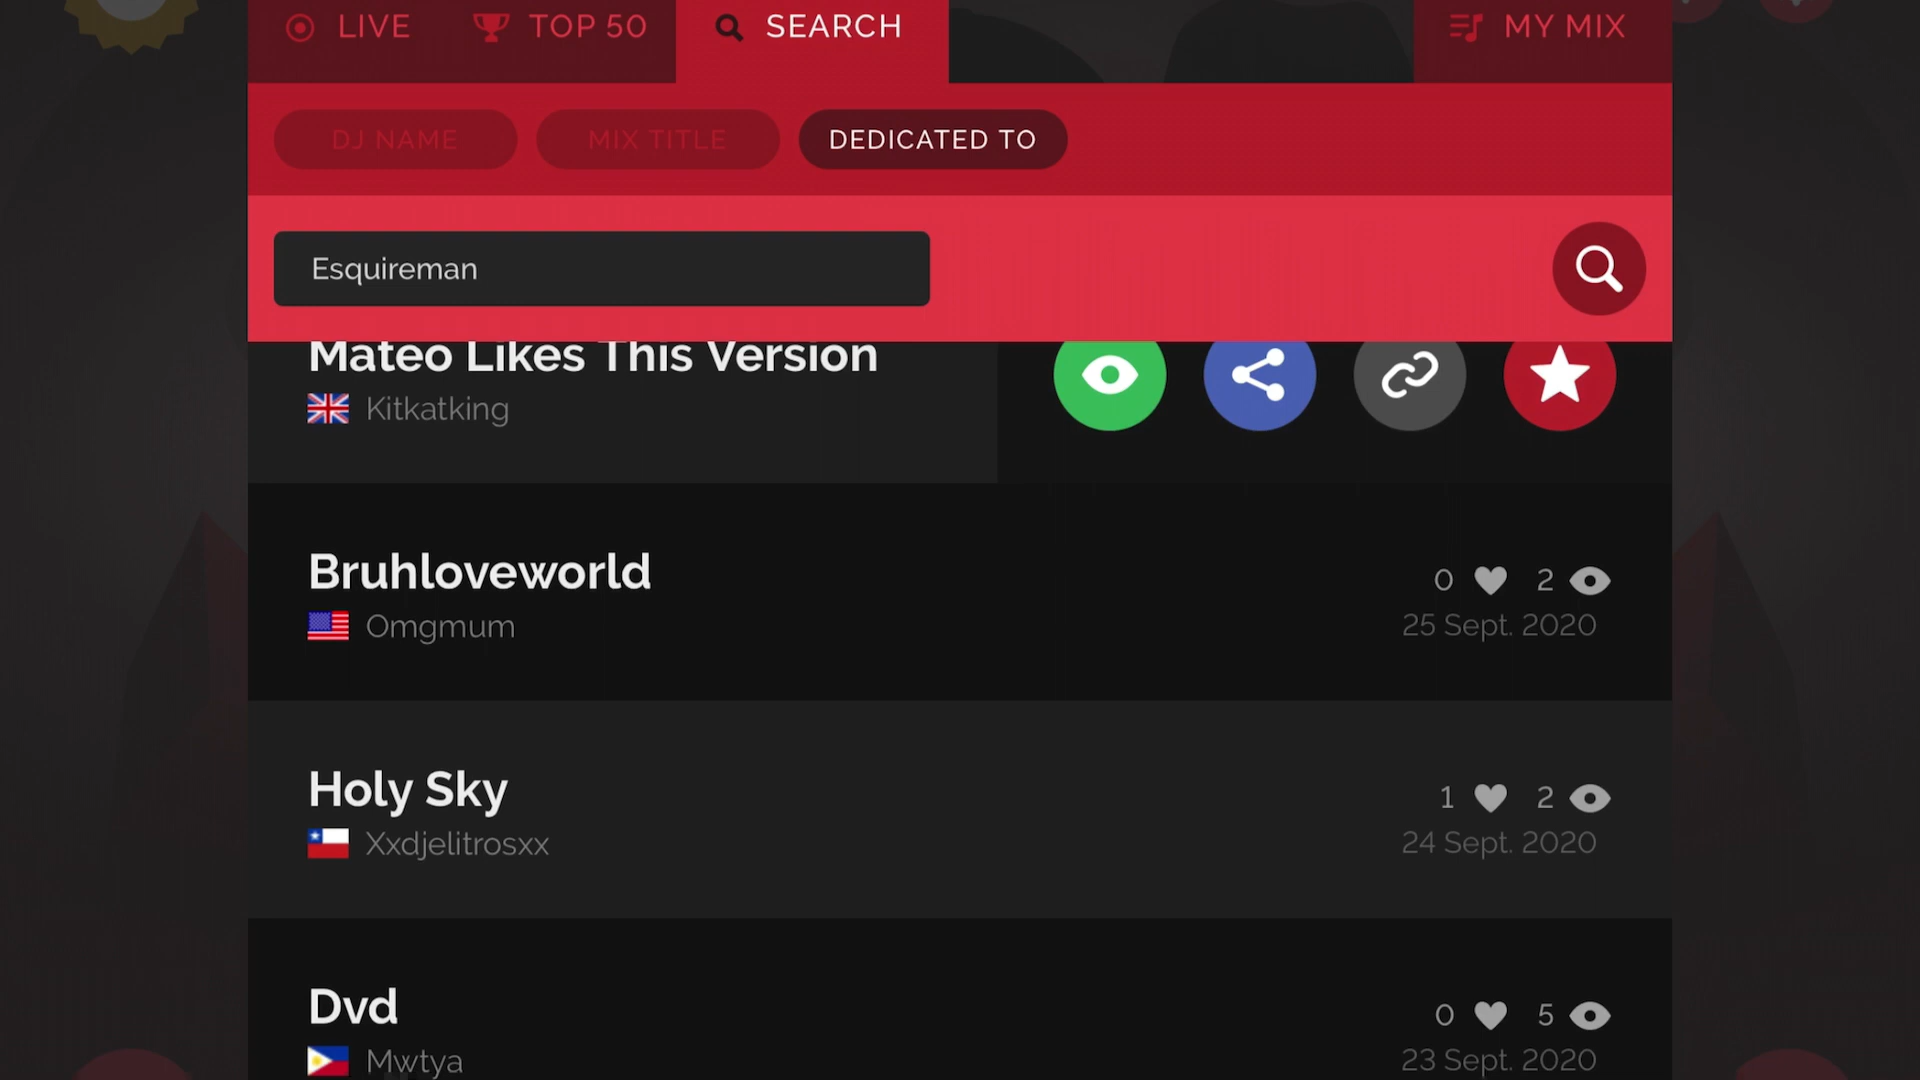 LIVE TOP 50 SEARCH MY MIX
DJ NAME MIX TITLE DEDICATED TO
Esquireman
Mateo Likes This Version
Kitkatking
Bruhloveworld
0 2
Omgmum
25 Sept. 2020
Holy Sky
1 2
Xxdjelitrosxx
24 Sept. 2020
Dvd
0 5
Mwtya
23 Sept. 2020